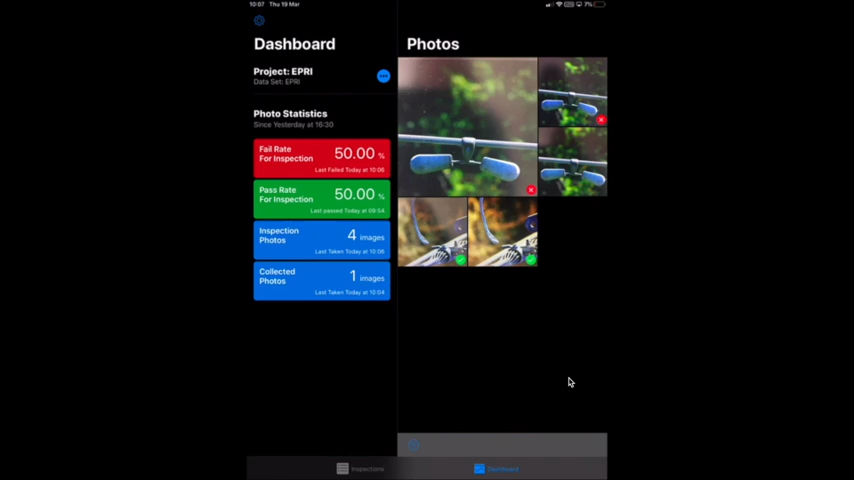 10:07 Thu 19 Mar
7%
Dashboard
Photos
Project: EPRI
Data Set: EPRI
Photo Statistics
Since Yesterday at 16:30
Fail Rate
For Inspection
50.00 %
Last Failed Today at 10:06
Pass Rate
For Inspection
50.00 %
Last passed Today at 09:54
Inspection
Photos
4 images
Last Taken Today at 10:06
Collected
Photos
1 images
Last Taken Today at 10:04
Inspections
Dashboard